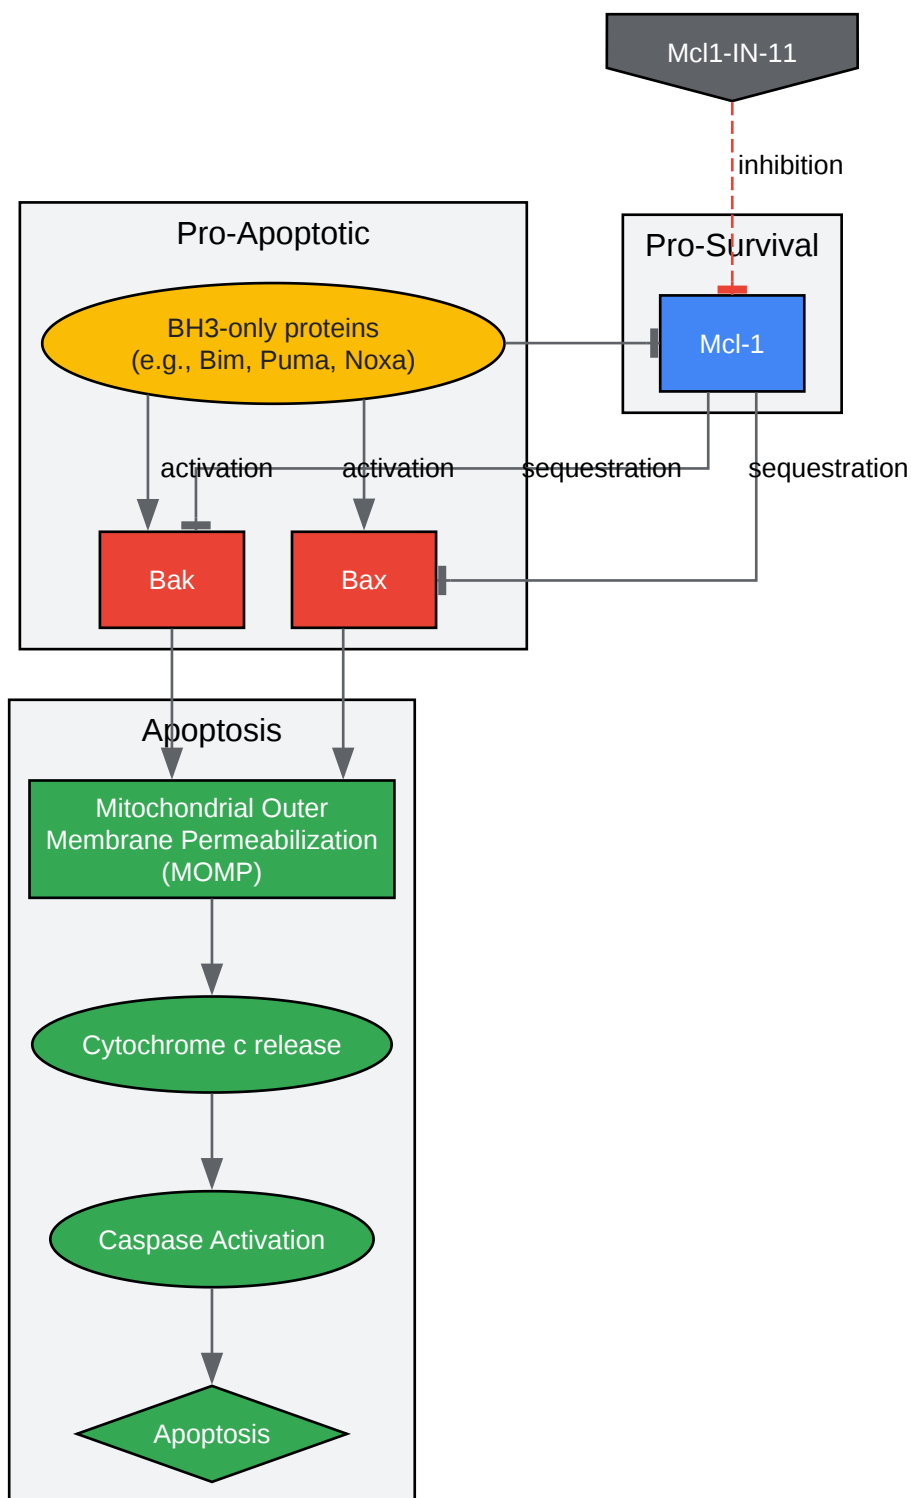 Mcl1-IN-11
inhibition
Pro-Apoptotic
Pro-Survival
BH3-only proteins
(e.g., Bim, Puma, Noxa)
Mcl-1
activation
activation
sequestration
sequestration
Bak
Bax
Apoptosis
Mitochondrial Outer
Membrane Permeabilization
(MOMP)
Cytochrome c release
Caspase Activation
Apoptosis